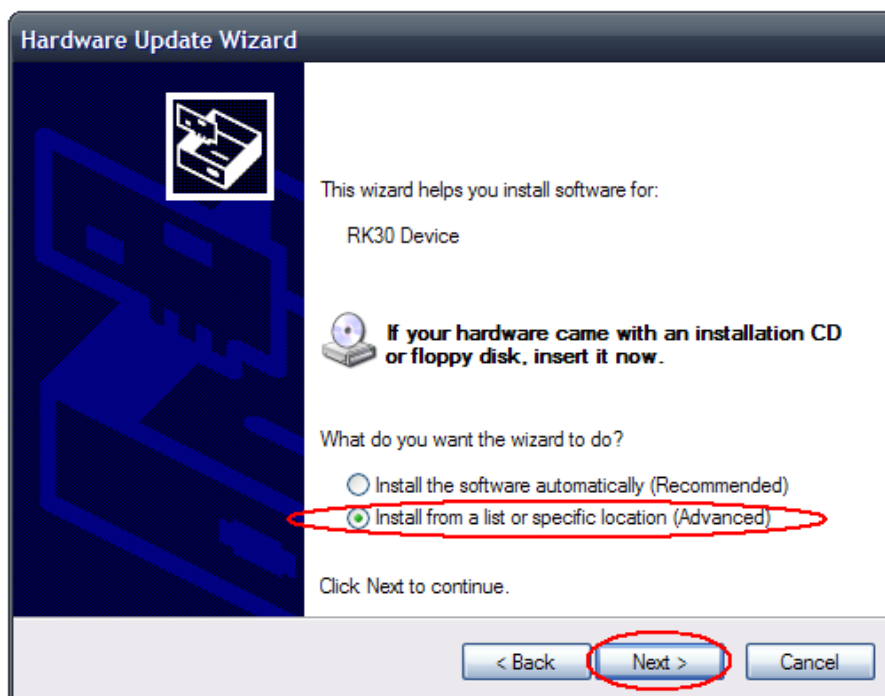 Hardware Update Wizard
This wizard helps you install software for:
RK30 Device
If your hardware came with an installation CD
or floppy disk, insert it now.
What do you want the wizard to do?
Install the software automatically (Recommended)
Install from a list or specific location (Advanced)
Click Next to continue.
< Back Next > Cancel